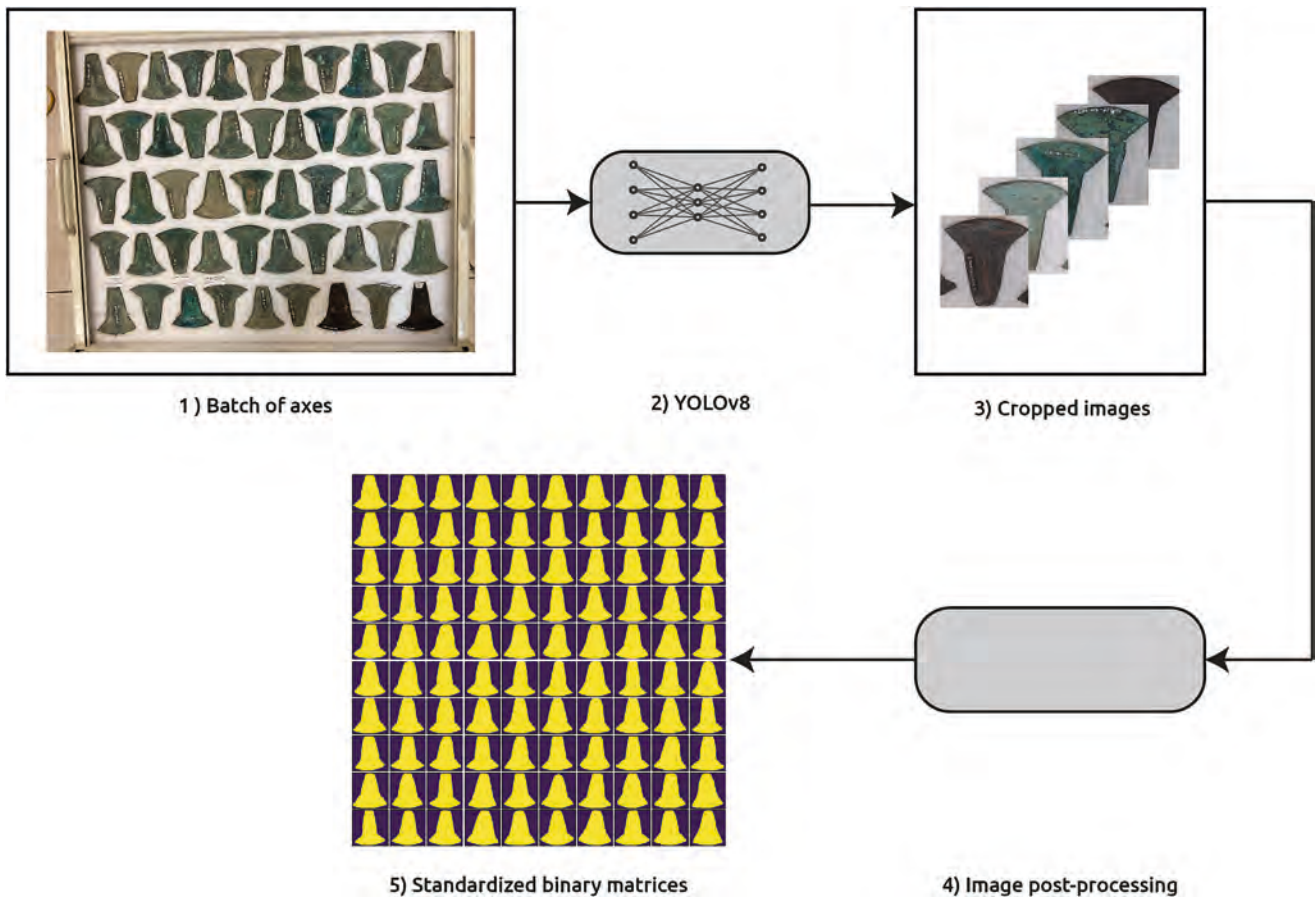 1 ) Batch of axes
2) YOLOv8
3) Cropped images
5) Standardized binary matrices
4) Image post-processing